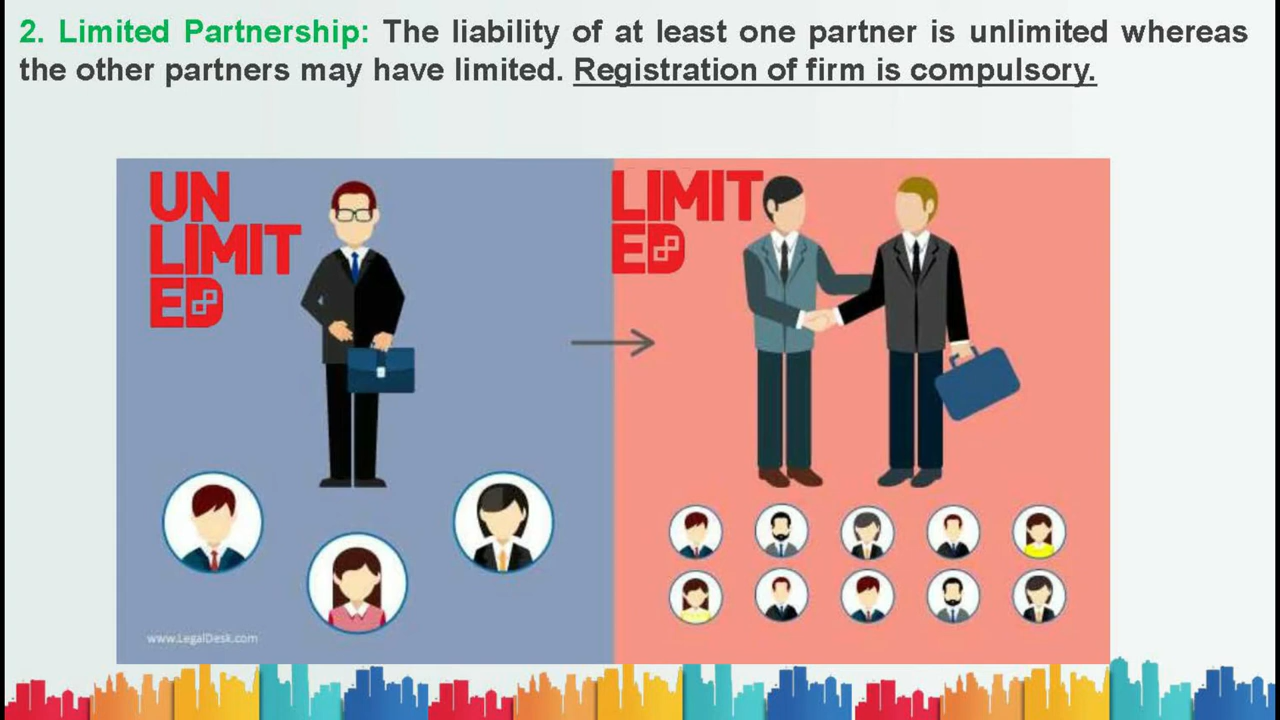 2. Limited Partnership: The liability of at least one partner is unlimited whereas
the other partners may have limited. Registration of firm is compulsory.
UN
LIMIT
ED
LIMIT
ED
www.LegalDesk.com